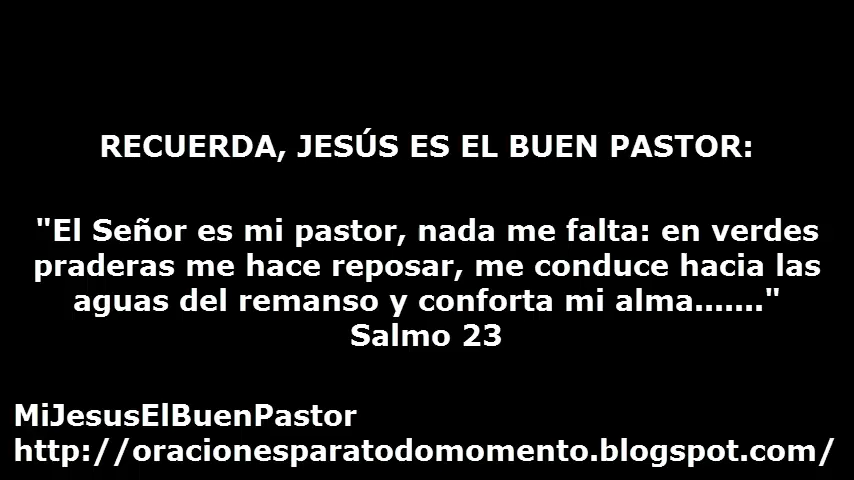 RECUERDA, JESÚS ES EL BUEN PASTOR:
"El Señor es mi pastor, nada me falta: en verdes
praderas me hace reposar, me conduce hacia las
aguas del remanso y conforta mi alma......."
Salmo 23
MiJesusElBuenPastor
http://oracionesparatodomomento.blogspot.com/